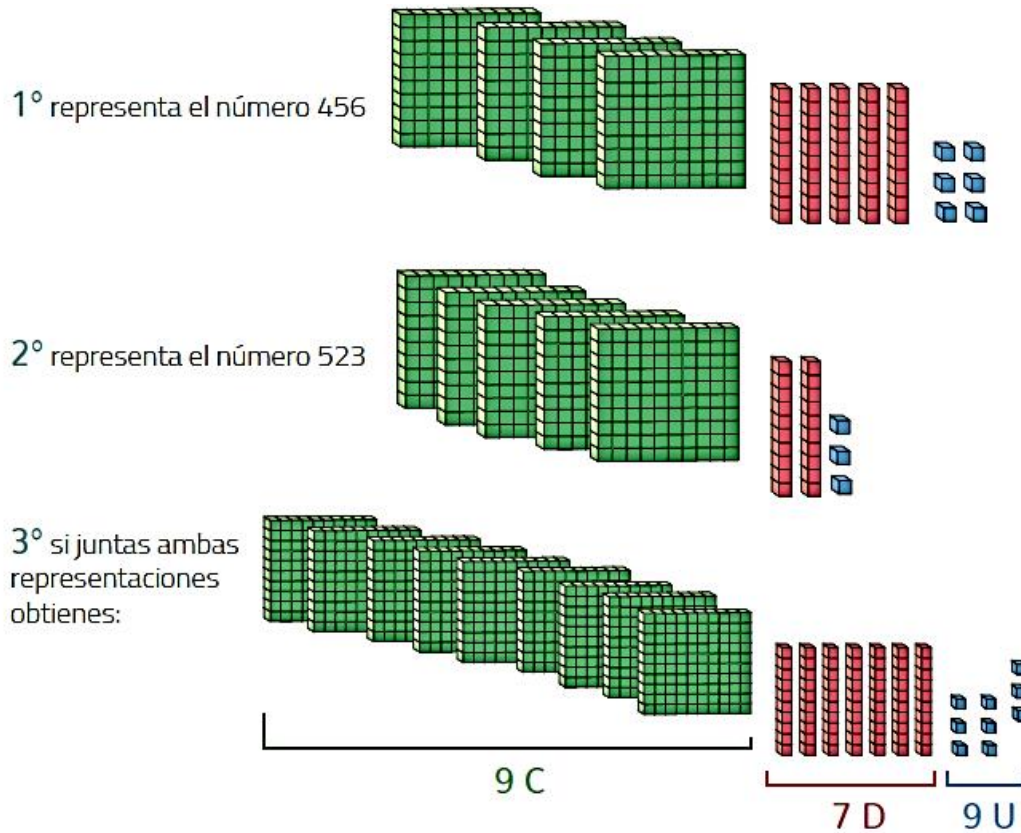 1° representa el número 456
2° representa el número 523
3° si juntas ambas
representaciones
obtienes:
9 C
7 D
9 U